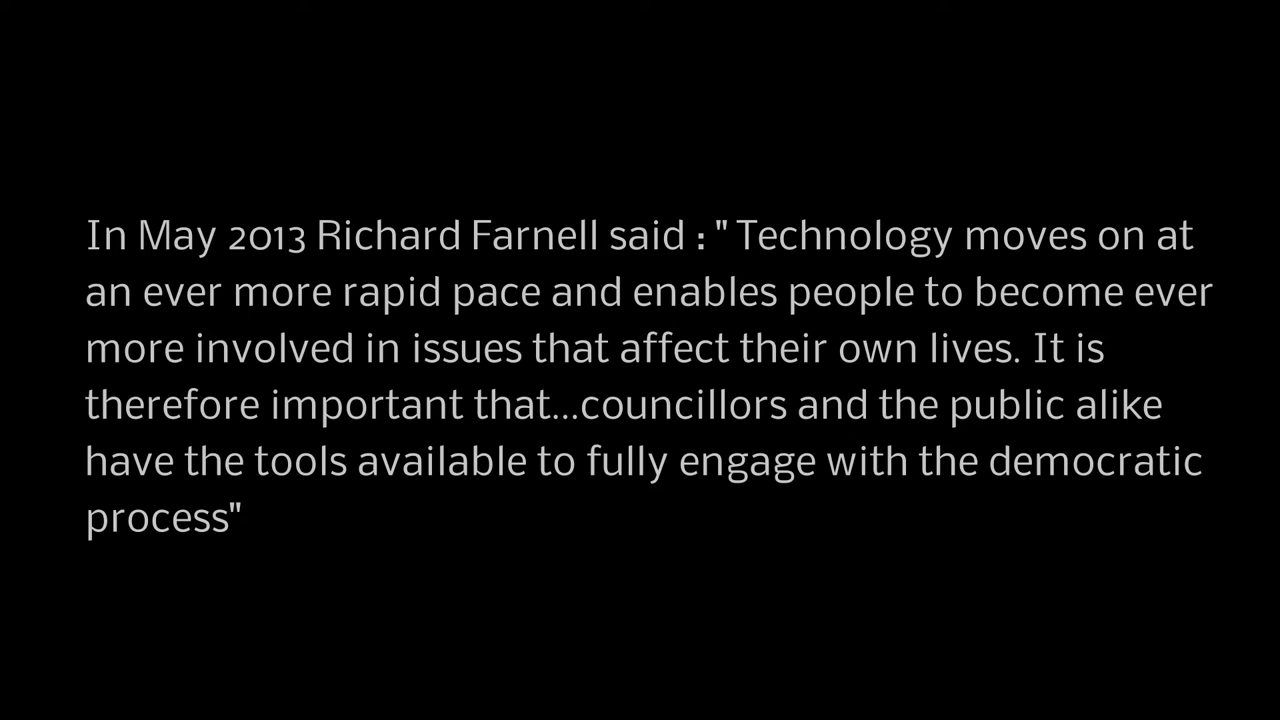 In May 2013 Richard Farnell said : " Technology moves on at
an ever more rapid pace and enables people to become ever
more involved in issues that affect their own lives. It is
therefore important that...councillors and the public alike
have the tools available to fully engage with the democratic
process"